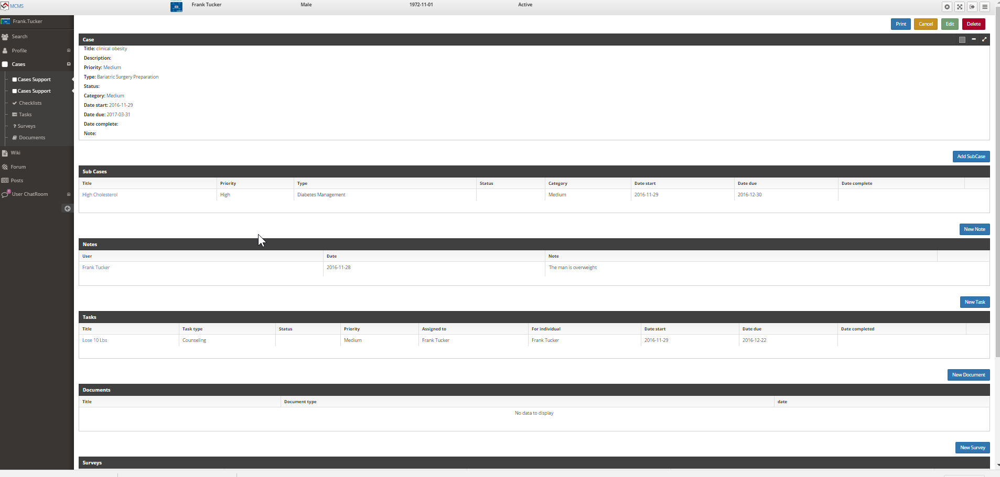 MCMS Frank Tucker Male 1972-11-01 Active
Frank.Tucker
Search
Profile
Cases
Cases Support
Cases Support
Checklists
Tasks
? Surveys
Documents
Wiki
Forum
Posts
User ChatRoom
Print Cancel Edit Delete
Case
Title: clinical obesity
Description:
Priority: Medium
Type: Bariatric Surgery Preparation
Status:
Category: Medium
Date start: 2016-11-29
Date due: 2017-03-31
Date complete:
Note:
Add SubCase
Sub Cases
Title Priority Type Status Category Date start Date due Date complete
High Cholesterol High Diabetes Management Medium 2016-11-29 2016-12-30
New Note
Notes
User Date Note
Frank Tucker 2016-11-28 The man is overweight
New Task
Tasks
Title Task type Status Priority Assigned to For individual Date start Date due Date completed
Lose 10 Lbs Counseling Medium Frank Tucker Frank Tucker 2016-11-29 2016-12-22
New Document
Documents
Title Document type date
No data to display
New Survey
Surveys